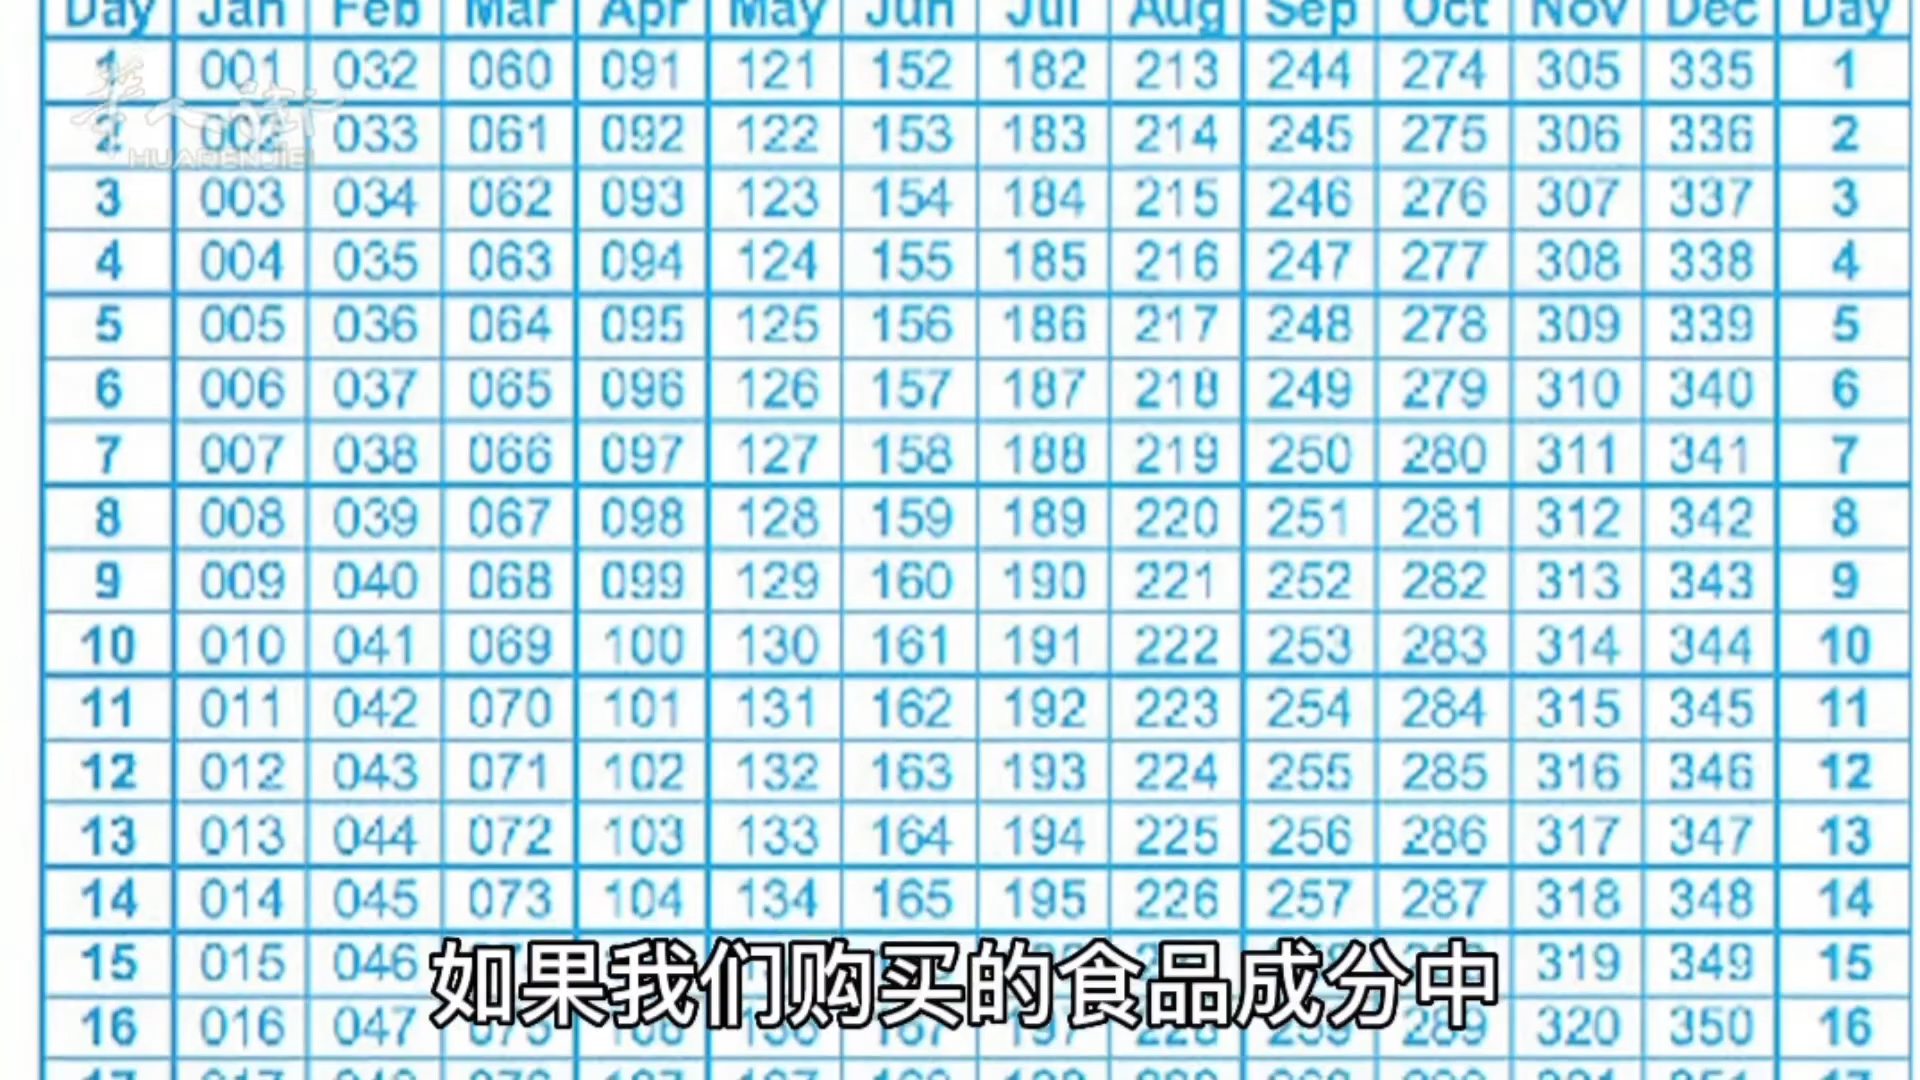 Day Jan Feb Mar Apr May Jun Jul Aug Sep Oct Nov Dec Day
1 001 032 060 091 121 152 182 213 244 274 305 335 1
華人街
HUARENJIE
2 002 033 061 092 122 153 183 214 245 275 306 336 2
3 003 034 062 093 123 154 184 215 246 276 307 337 3
4 004 035 063 094 124 155 185 216 247 277 308 338 4
5 005 036 064 095 125 156 186 217 248 278 309 339 5
6 006 037 065 096 126 157 187 218 249 279 310 340 6
7 007 038 066 097 127 158 188 219 250 280 311 341 7
8 008 039 067 098 128 159 189 220 251 281 312 342 8
9 009 040 068 099 129 160 190 221 252 282 313 343 9
10 010 041 069 100 130 161 191 222 253 283 314 344 10
11 011 042 070 101 131 162 192 223 254 284 315 345 11
12 012 043 071 102 132 163 193 224 255 285 316 346 12
13 013 044 072 103 133 164 194 225 256 286 317 347 13
14 014 045 073 104 134 165 195 226 257 287 318 348 14
15 015 046 319 349 15
如果我们购买的食品成分中
16 016 047 289 320 350 16